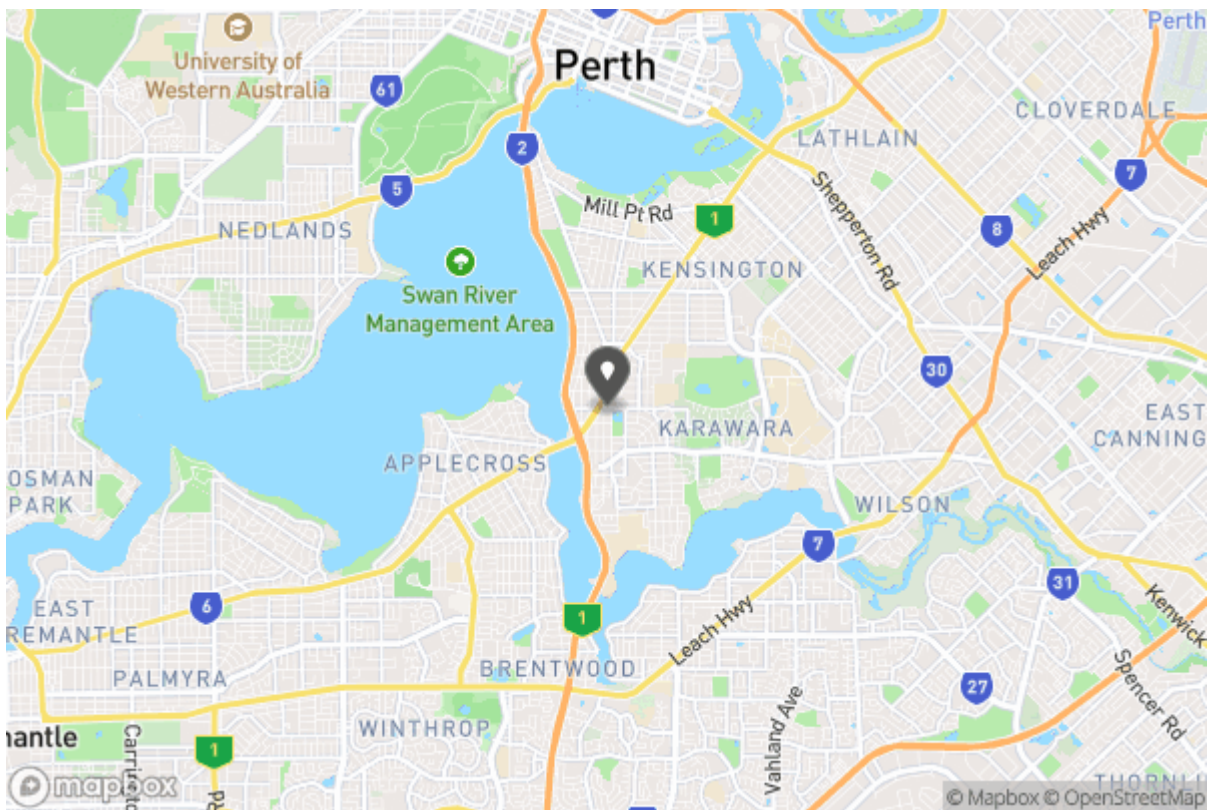 Perth
University of
Western Australia
Perth
61
CLOVERDALE
LATHLAIN
2
7
5
Mill Pt Rd
1
Shepperton Rd
8
Leach Hwy
NEDLANDS
KENSINGTON
Swan River
Management Area
30
EAST
CANNING
KARAWARA
APPLECROSS
OSMAN
PARK
WILSON
7
6
31
EAST
REMANTLE
1
Leach Hwy
Kenwick
BRENTWOOD
PALMYRA
27
Spencer Rd
WINTHROP
Vahland Ave
mantle
Carrin
1
mapbox
Rd
THORNLI
© Mapbox © OpenStreetMap